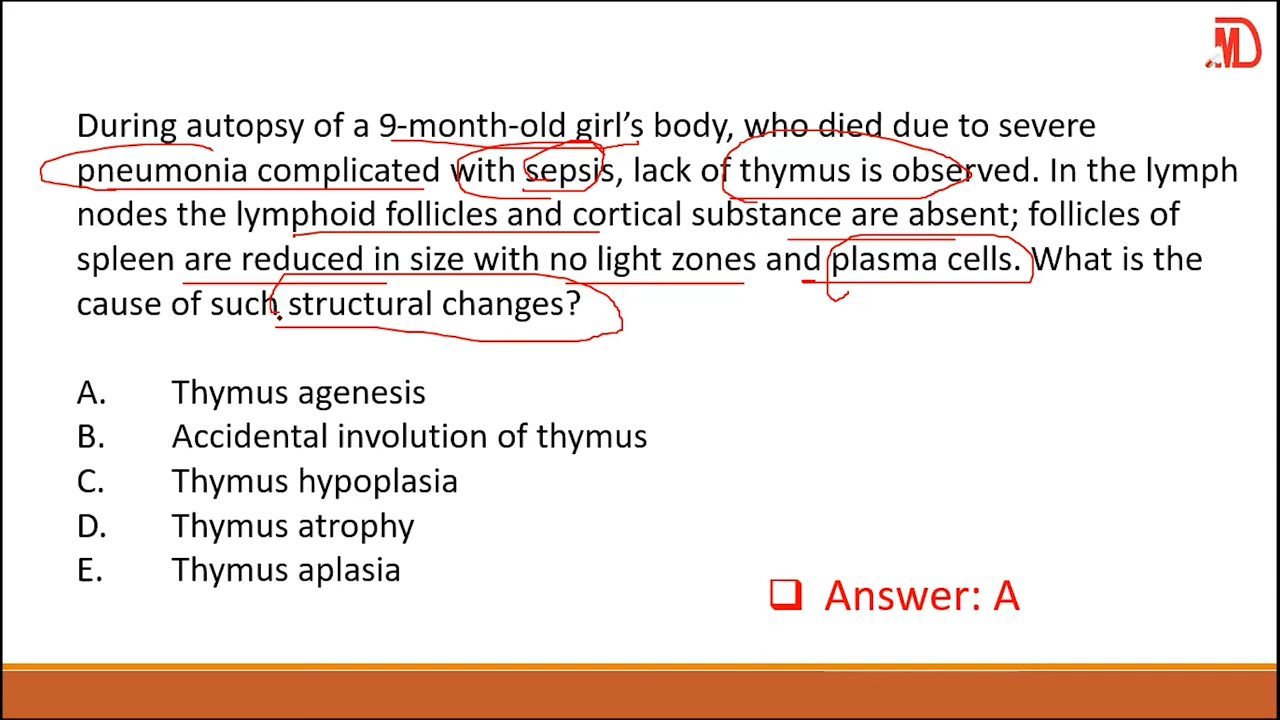 MD
During autopsy of a 9-month-old girl's body, who died due to severe
pneumonia complicated with sepsis, lack of thymus is observed. In the lymph
nodes the lymphoid follicles and cortical substance are absent; follicles of
spleen are reduced in size with no light zones and plasma cells. What is the
cause of such structural changes?
A. Thymus agenesis
B. Accidental involution of thymus
C. Thymus hypoplasia
D. Thymus atrophy
E. Thymus aplasia
Answer: A